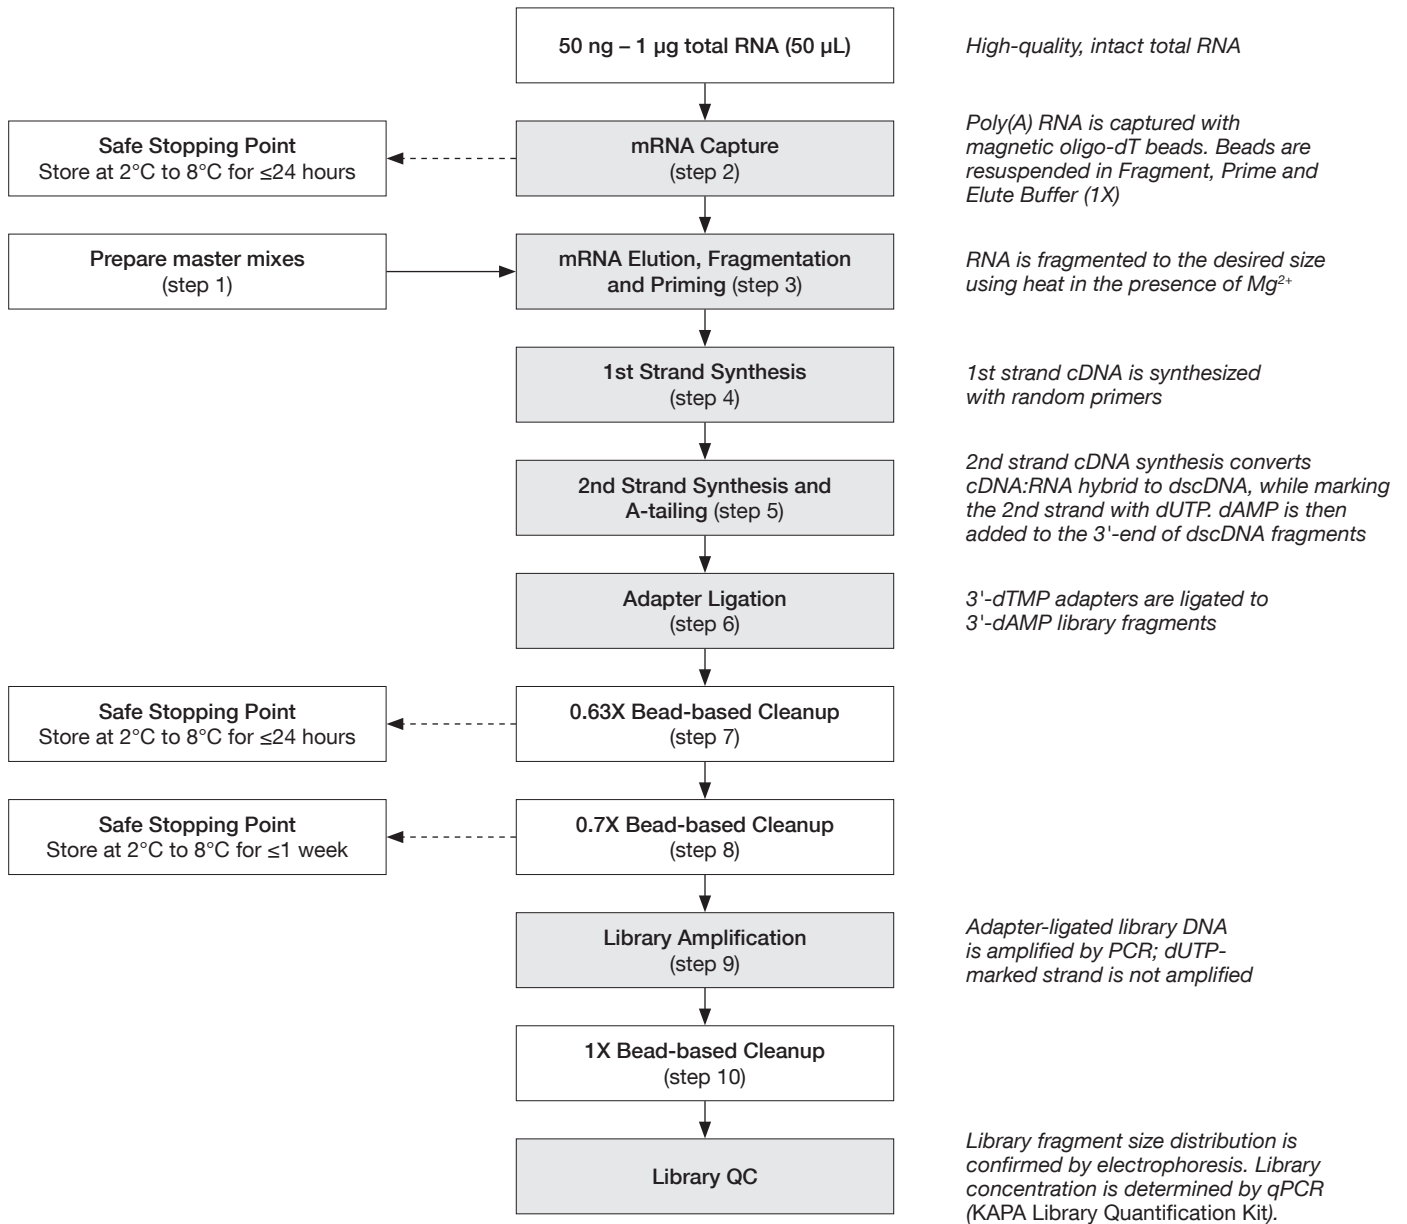 50 ng – 1 µg total RNA (50 µL)
High-quality, intact total RNA
Safe Stopping Point
Store at 2°C to 8°C for ≤24 hours
mRNA Capture
(step 2)
Poly(A) RNA is captured with
magnetic oligo-dT beads. Beads are
resuspended in Fragment, Prime and
Elute Buffer (1X)
Prepare master mixes
(step 1)
mRNA Elution, Fragmentation
and Priming (step 3)
RNA is fragmented to the desired size
using heat in the presence of Mg²⁺
1st Strand Synthesis
(step 4)
1st strand cDNA is synthesized
with random primers
2nd Strand Synthesis and
A-tailing (step 5)
2nd strand cDNA synthesis converts
cDNA:RNA hybrid to dscDNA, while marking
the 2nd strand with dUTP. dAMP is then
added to the 3'-end of dscDNA fragments
Adapter Ligation
(step 6)
3'-dTMP adapters are ligated to
3'-dAMP library fragments
Safe Stopping Point
Store at 2°C to 8°C for ≤24 hours
0.63X Bead-based Cleanup
(step 7)
Safe Stopping Point
Store at 2°C to 8°C for ≤1 week
0.7X Bead-based Cleanup
(step 8)
Library Amplification
(step 9)
Adapter-ligated library DNA
is amplified by PCR; dUTP-
marked strand is not amplified
1X Bead-based Cleanup
(step 10)
Library QC
Library fragment size distribution is
confirmed by electrophoresis. Library
concentration is determined by qPCR
(KAPA Library Quantification Kit).